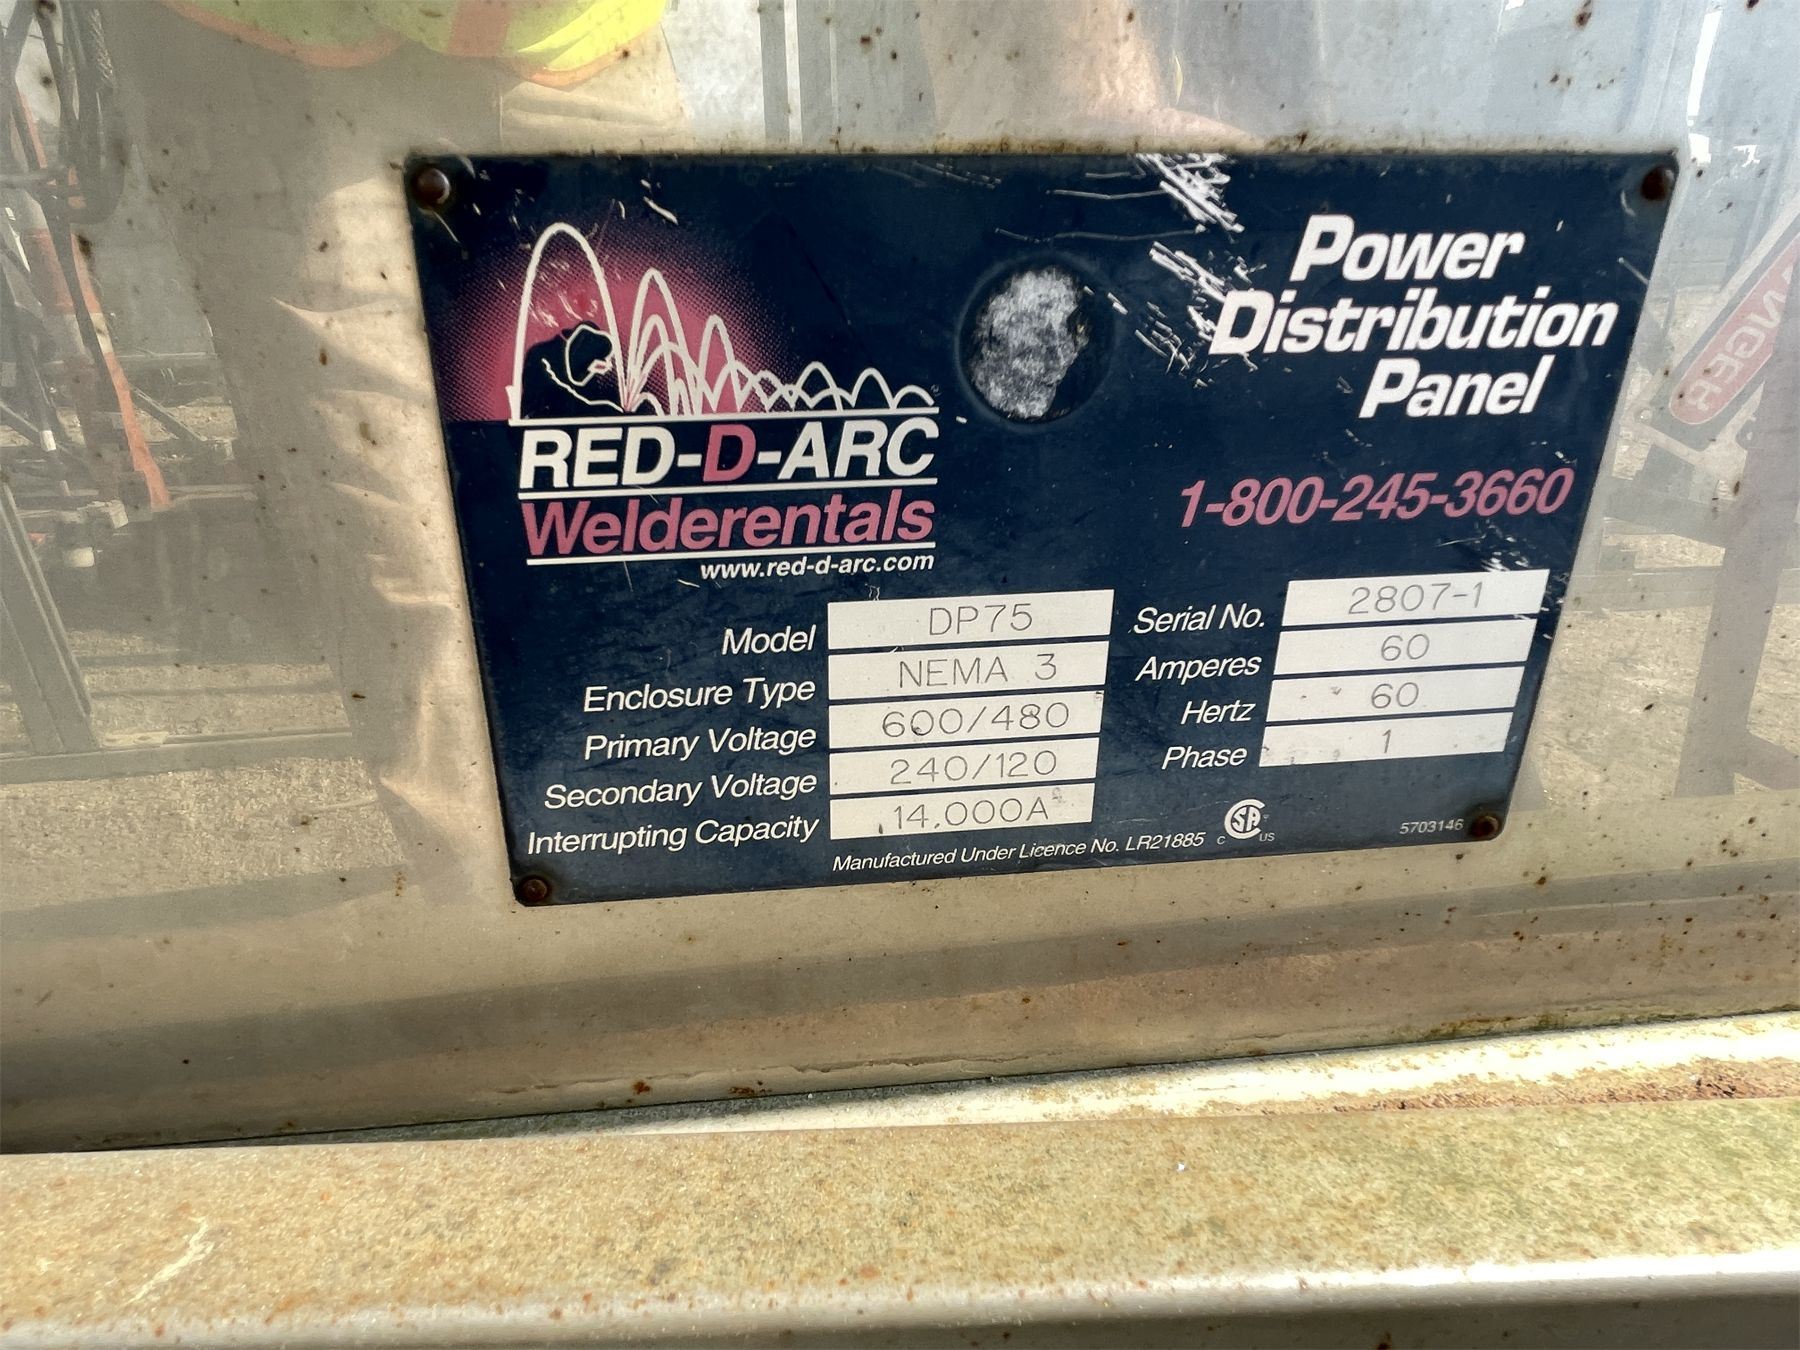 Power
Distribution
Panel
RED-D-ARC
Welderentals
www.red-d-arc.com
1-800-245-3660
Model DP75
Enclosure Type NEMA 3
Primary Voltage 600/480
Secondary Voltage 240/120
Interrupting Capacity 14,000A
Serial No. 2807-1
Amperes 60
Hertz 60
Phase 1
Manufactured Under Licence No. LR21885
C SA US
5703146